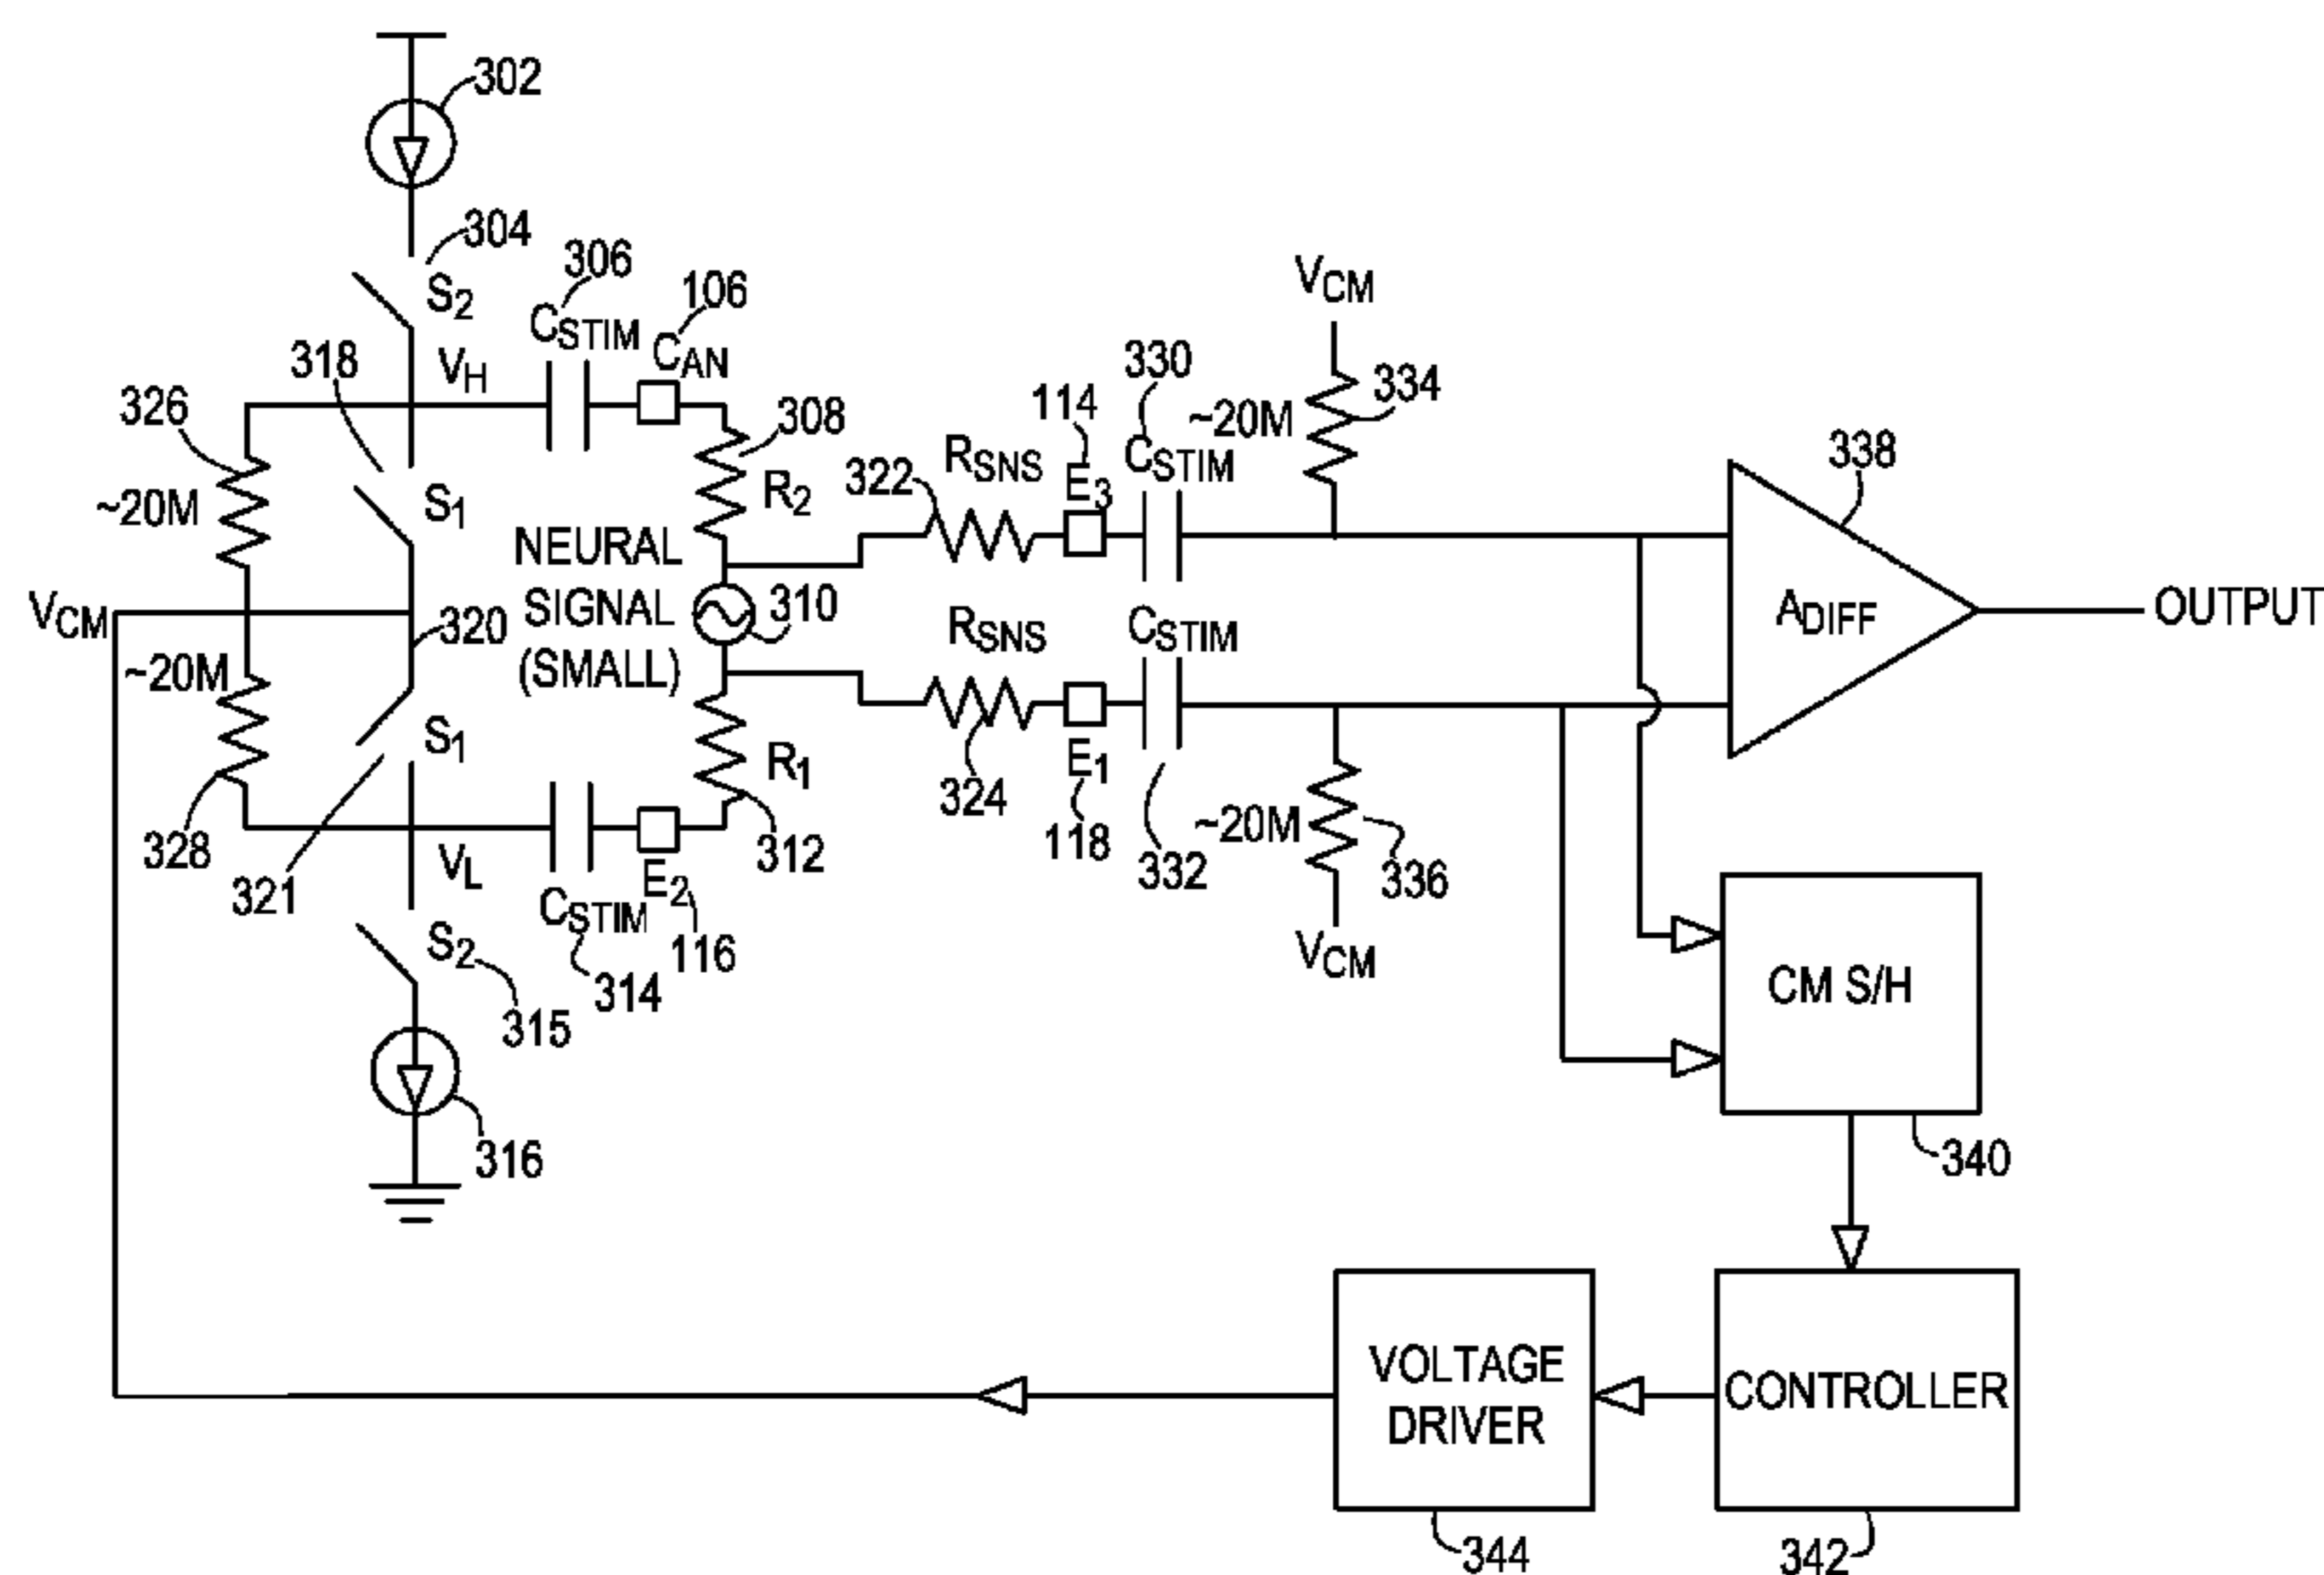 302
304
S2
306
CSTIM
106
CAN
318
VH
326
~20M
S1
308
R2
NEURAL
SIGNAL
(SMALL)
310
VCM
320
~20M
S1
328
321
VL
R1
312
CSTIM
314
E2
116
S2
315
316
RSNS
322
114
E3
330
CSTIM
VCM
~20M
334
RSNS
324
E1
118
CSTIM
332
~20M
336
VCM
338
ADIFF
OUTPUT
CM S/H
340
CONTROLLER
342
VOLTAGE
DRIVER
344